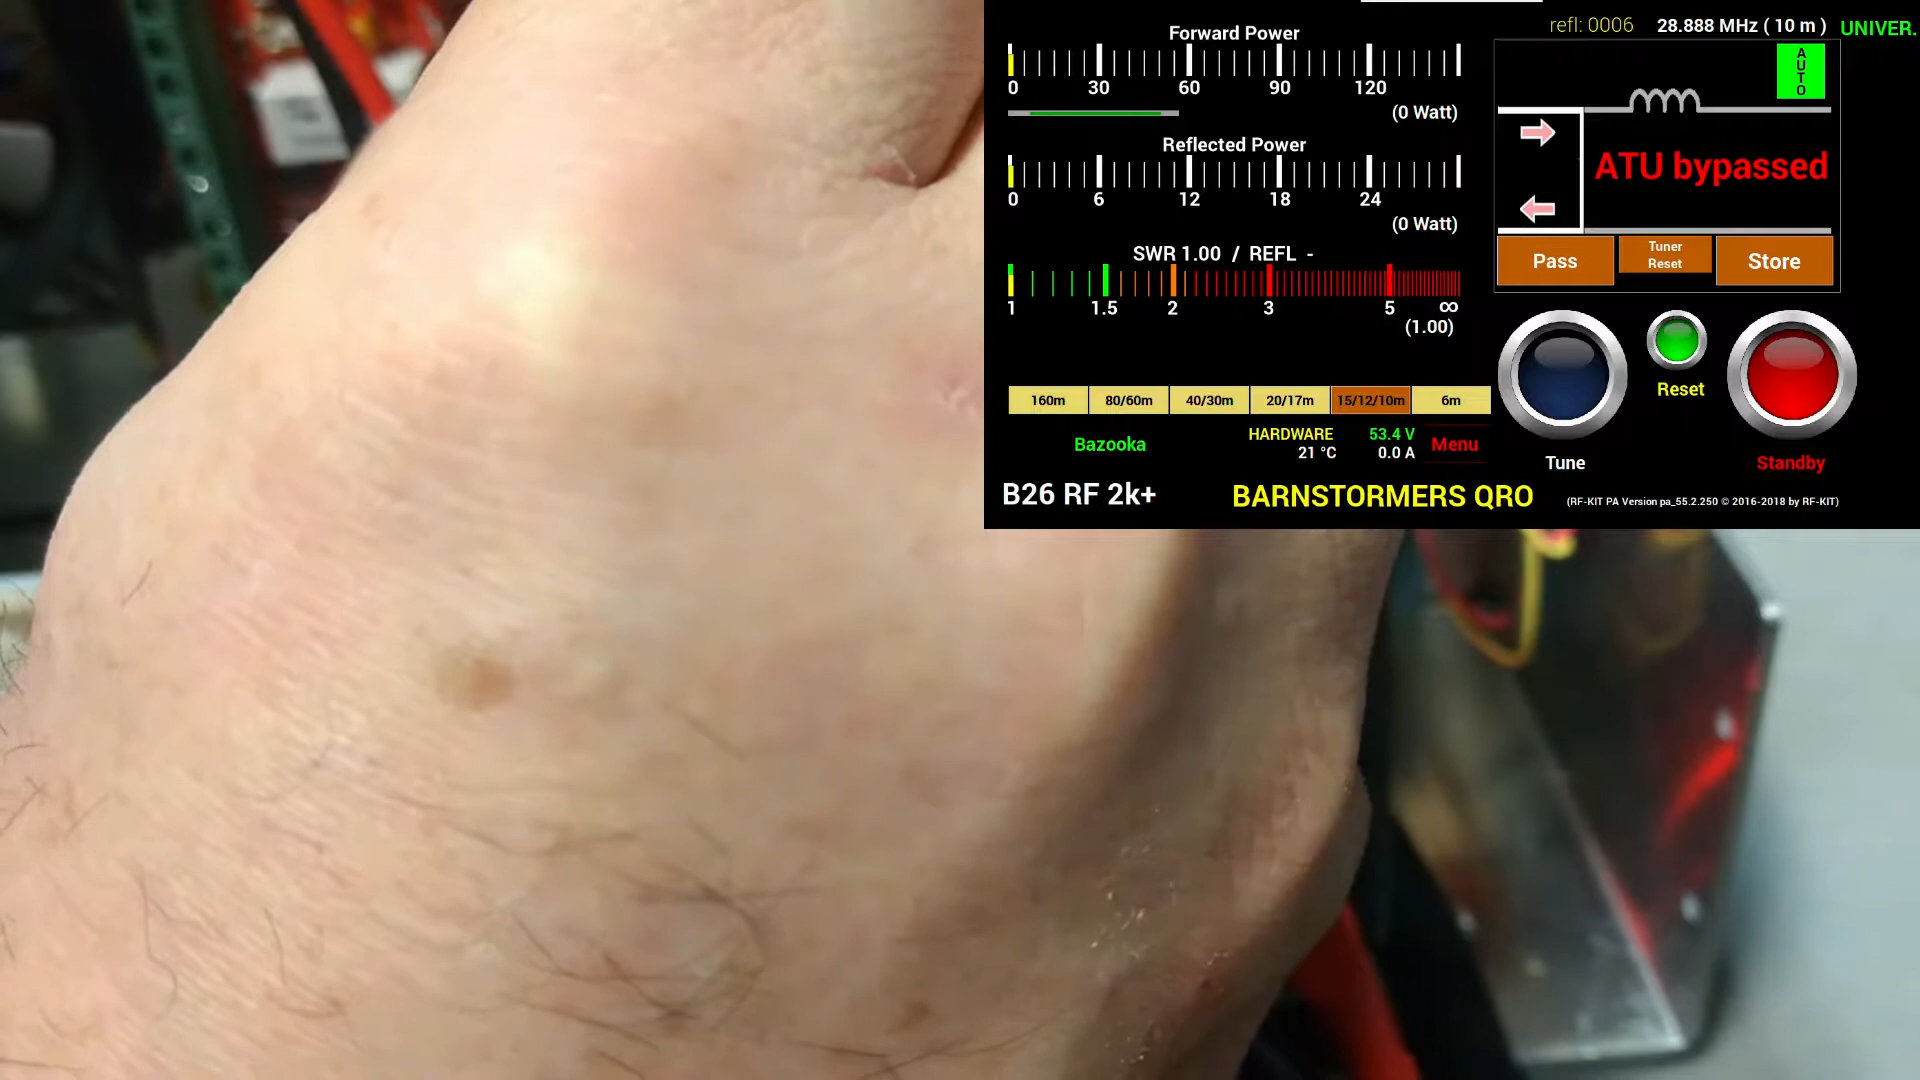 refl: 0006 28.888 MHz ( 10 m ) UNIVER.
Forward Power
0 30 60 90 120
(0 Watt)
Reflected Power
0 6 12 18 24
(0 Watt)
SWR 1.00 / REFL -
1 1.5 2 3 5 ∞
(1.00)
AUTO
ATU bypassed
Pass Tuner Reset Store
Reset
Tune
Standby
160m 80/60m 40/30m 20/17m 15/12/10m 6m
Bazooka
HARDWARE 53.4 V
21 °C 0.0 A
Menu
B26 RF 2k+ BARNSTORMERS QRO (RF-KIT PA Version pa_55.2.250 © 2016-2018 by RF-KIT)